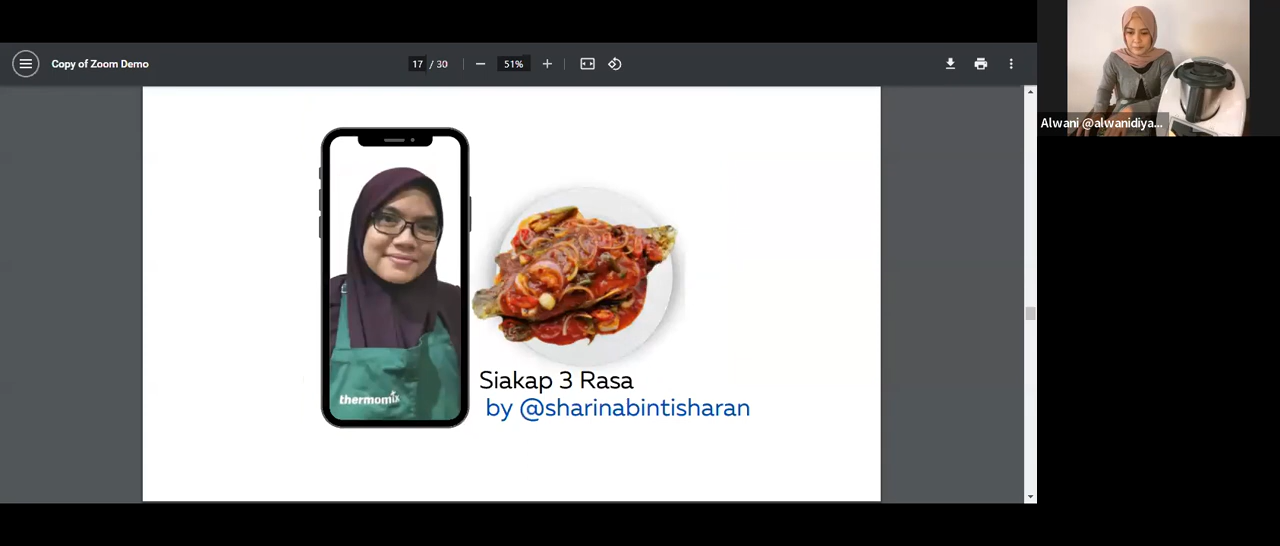 Copy of Zoom Demo
17 / 30
51%
Alwani @alwanidiya...
thermomix
Siakap 3 Rasa
by @sharinabintisharan